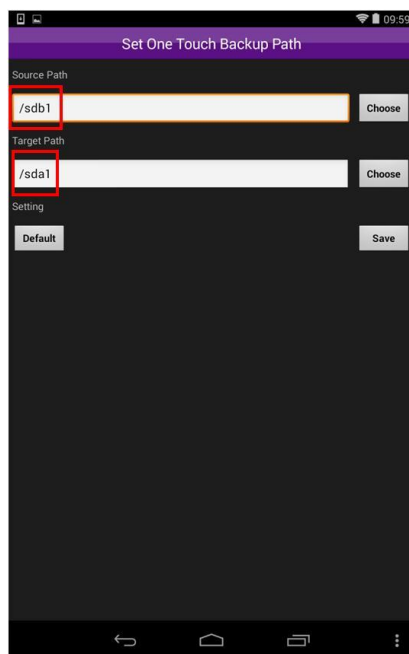 09:59
Set One Touch Backup Path
Source Path
/sdb1
Choose
Target Path
/sda1
Choose
Setting
Default
Save